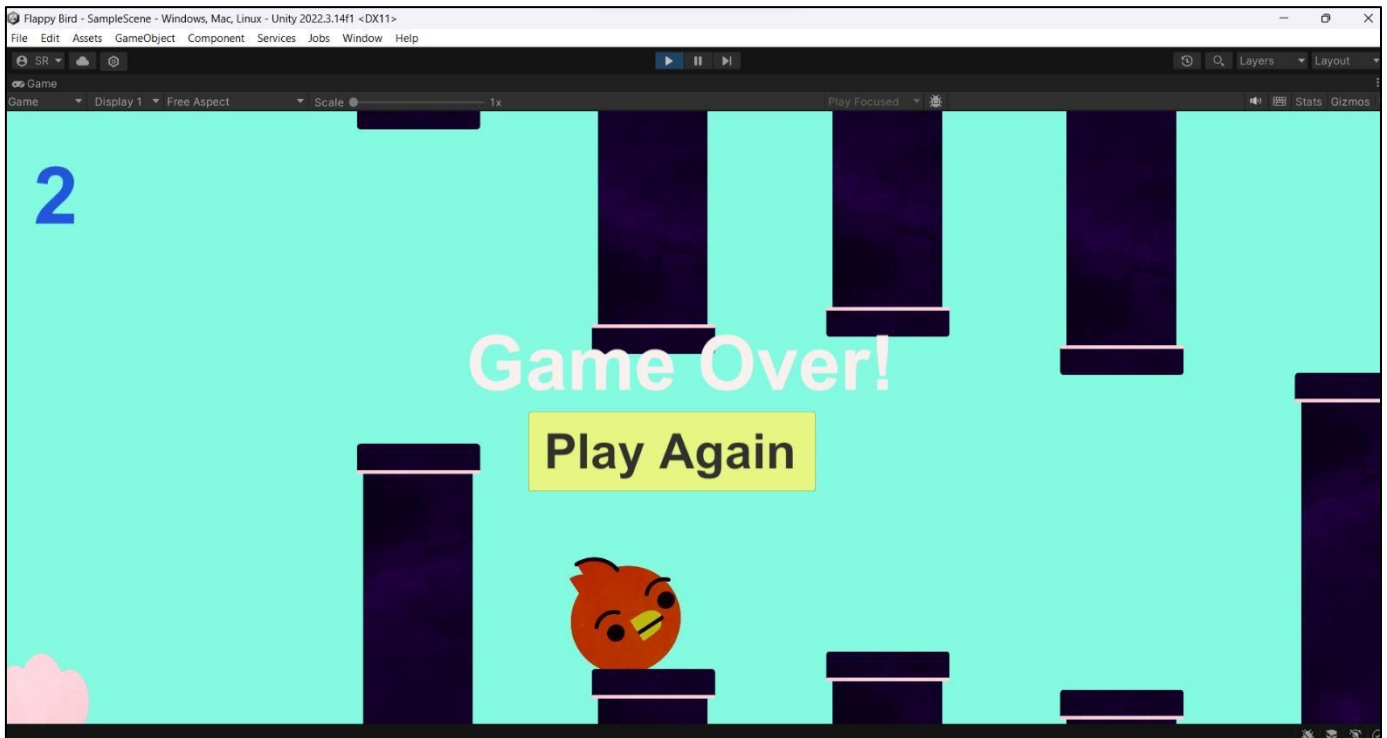 Flappy Bird - SampleScene - Windows, Mac, Linux - Unity 2022.3.14f1 <DX11>
File Edit Assets GameObject Component Services Jobs Window Help
SR Layers Layout
Game
Game Display 1 Free Aspect Scale 1x Play Focused Stats Gizmos
2
Game Over!
Play Again